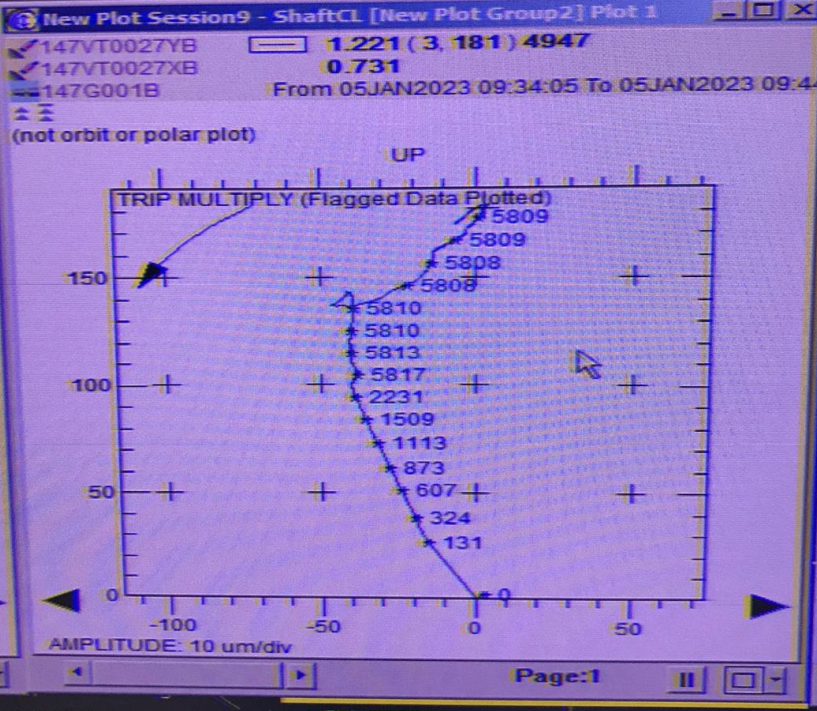 New Plot Session9 - ShaftCL [New Plot Group2] Plot 1
147VT0027YB 1.221 ( 3, 181 ) 4947
147VT0027XB 0.731
147G001B From 05JAN2023 09:34:05 To 05JAN2023
(not orbit or polar plot)
UP
TRIP MULTIPLY (Flagged Data Plotted)
5809
5809
5808
150
5808
5810
5810
5813
5817
100
2231
1509
1113
873
50
607
324
131
0
0
-100 -50 0 50
AMPLITUDE: 10 um/div
Page:1